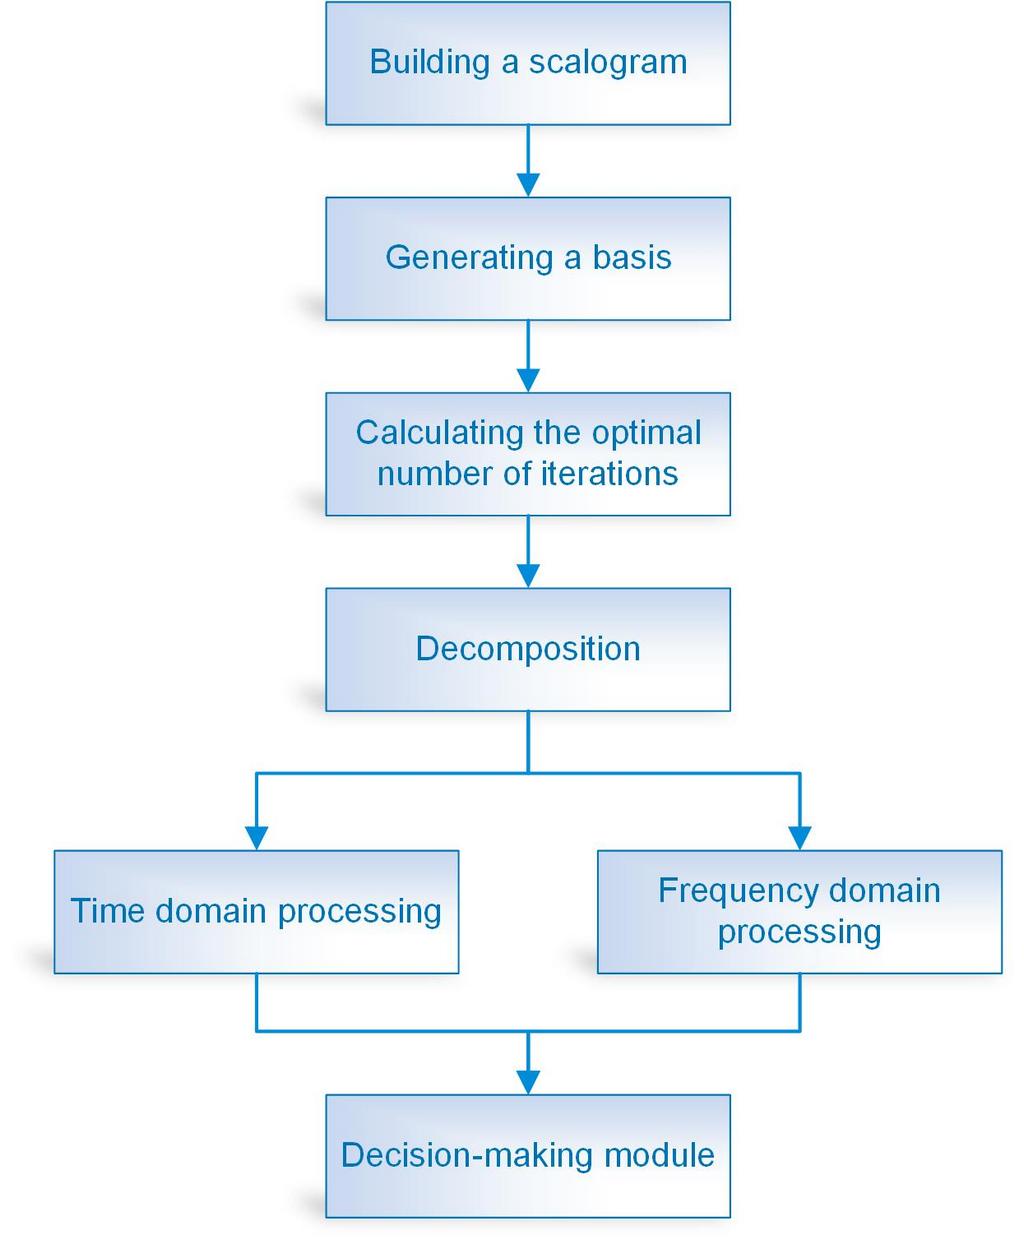 Building a scalogram
Generating a basis
Calculating the optimal
number of iterations
Decomposition
Time domain processing
Frequency domain
processing
Decision-making module